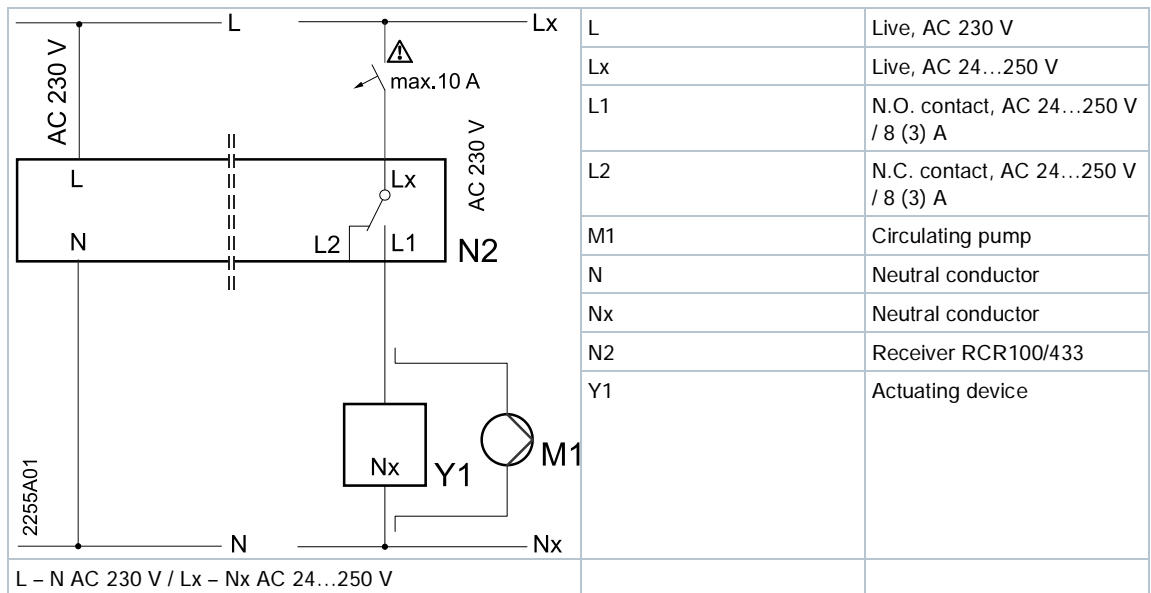 L
Lx
AC 230 V
max.10 A
AC 230 V
L
Lx
N
L2
L1
N2
Nx
Y1
M1
2255A01
N
Nx
L – N AC 230 V / Lx – Nx AC 24…250 V
L Live, AC 230 V
Lx Live, AC 24…250 V
L1 N.O. contact, AC 24…250 V
/ 8 (3) A
L2 N.C. contact, AC 24…250 V
/ 8 (3) A
M1 Circulating pump
N Neutral conductor
Nx Neutral conductor
N2 Receiver RCR100/433
Y1 Actuating device